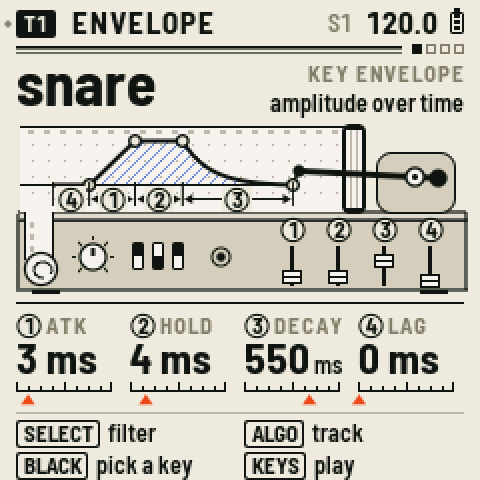 T1 ENVELOPE S1 120.0
snare KEY ENVELOPE
amplitude over time
4 1 2 3
1 2 3 4
1 ATK 2 HOLD 3 DECAY 4 LAG
3 ms 4 ms 550 ms 0 ms
SELECT filter ALGO track
BLACK pick a key KEYS play